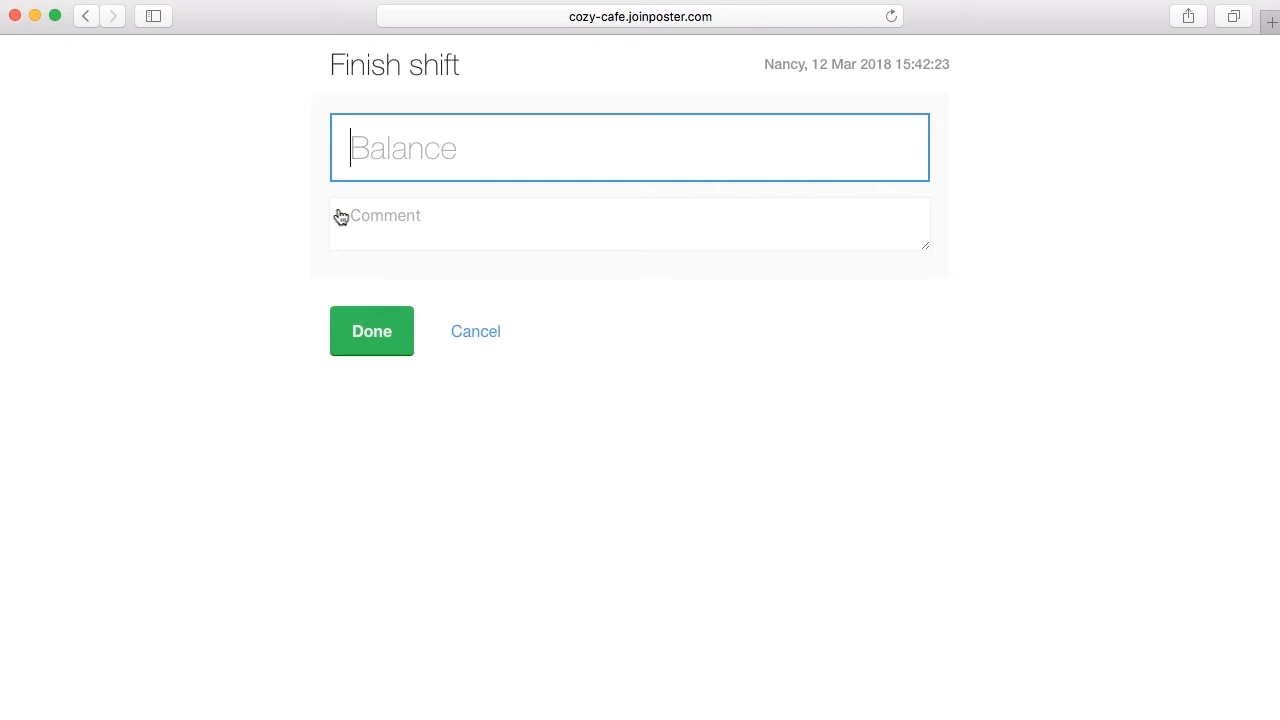 cozy-cafe.joinposter.com
Finish shift
Nancy, 12 Mar 2018 15:42:23
Balance
Comment
Done
Cancel